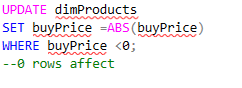 UPDATE dimProducts
SET buyPrice =ABS(buyPrice)
WHERE buyPrice <0;
--0 rows affect